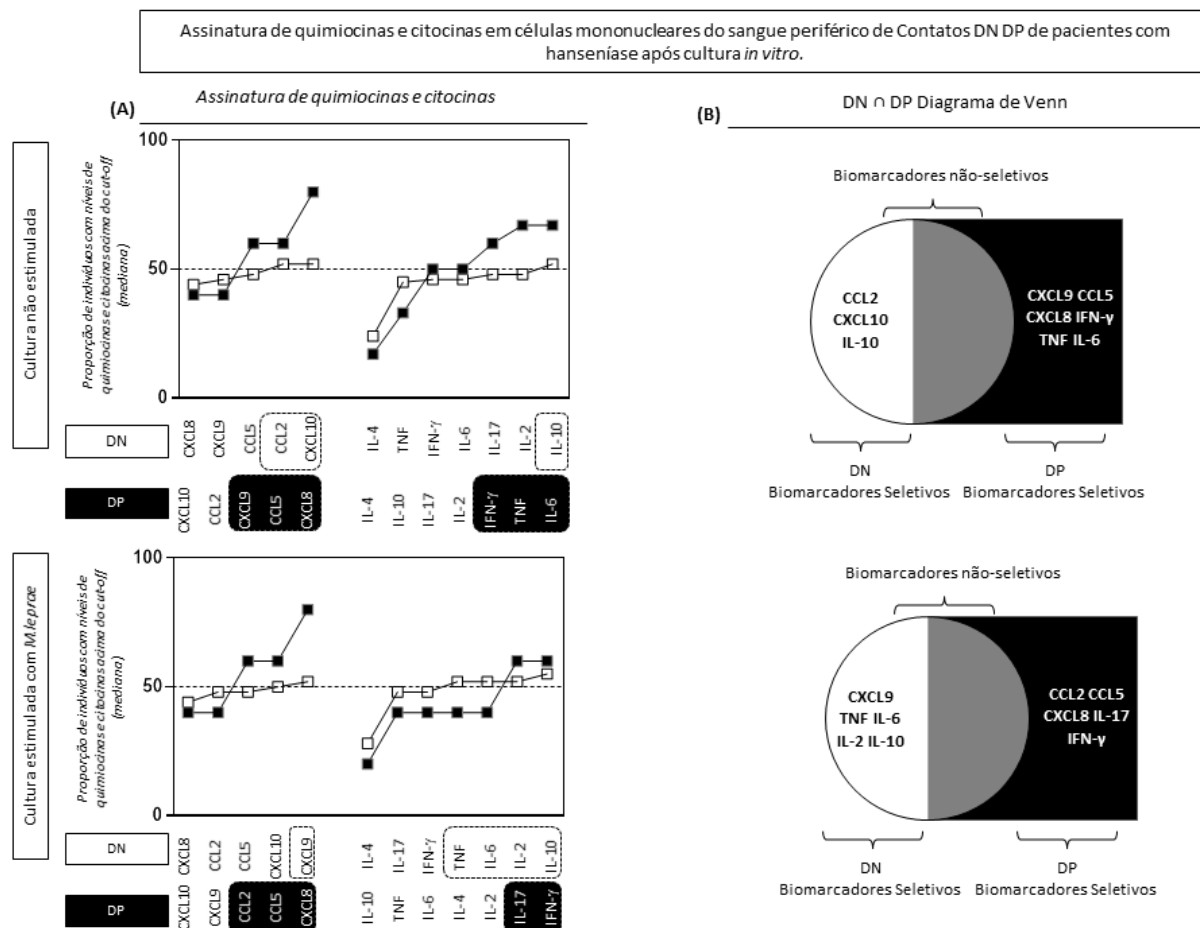 Assinatura de quimiocinas e citocinas em células mononucleares do sangue periférico de Contatos DN DP de pacientes com
hanseníase após cultura in vitro.
(A)
Assinatura de quimiocinas e citocinas
(B)
DN ∩ DP Diagrama de Venn
Cultura não estimulada
Proporção de indivíduos com níveis de
quimiocinas e citocinas acima do cut-off
(mediana)
100
50
0
DN
CXCL8 CXCL9 CCL5 CCL2 CXCL10 IL-4 TNF IFN-γ IL-6 IL-17 IL-2 IL-10
DP
CXCL10 CCL2 CXCL9 CCL5 CXCL8 IL-4 IL-10 IL-17 IL-2 IFN-γ TNF IL-6
Biomarcadores não-seletivos
CCL2
CXCL10
IL-10
CXCL9 CCL5
CXCL8 IFN-γ
TNF IL-6
DN
Biomarcadores Seletivos
DP
Biomarcadores Seletivos
Cultura estimulada com M.leprae
Proporção de indivíduos com níveis de
quimiocinas e citocinas acima do cut-off
(mediana)
100
50
0
DN
CXCL8 CCL2 CCL5 CXCL10 CXCL9 IL-4 IL-17 IFN-γ TNF IL-6 IL-2 IL-10
DP
CXCL10 CXCL9 CCL2 CCL5 CXCL8 IL-10 TNF IL-6 IL-4 IL-2 IL-17 IFN-γ
Biomarcadores não-seletivos
CXCL9
TNF IL-6
IL-2 IL-10
CCL2 CCL5
CXCL8 IL-17
IFN-γ
DN
Biomarcadores Seletivos
DP
Biomarcadores Seletivos